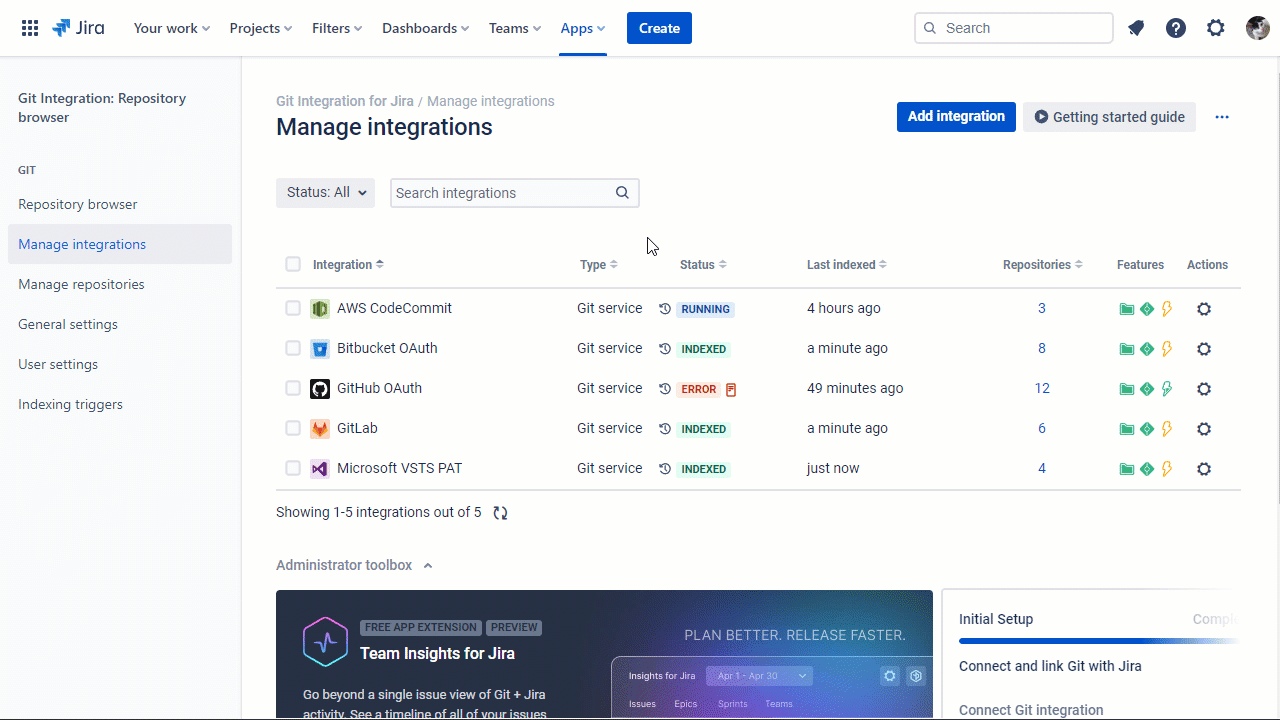 Jira Your work Projects Filters Dashboards Teams Apps Create Search
Git Integration: Repository
browser
GIT
Repository browser
Manage integrations
Manage repositories
General settings
User settings
Indexing triggers
Git Integration for Jira / Manage integrations
Manage integrations
Add integration Getting started guide
Status: All Search integrations
Integration Type Status Last indexed Repositories Features Actions
AWS CodeCommit Git service RUNNING 4 hours ago 3
Bitbucket OAuth Git service INDEXED a minute ago 8
GitHub OAuth Git service ERROR 49 minutes ago 12
GitLab Git service INDEXED a minute ago 6
Microsoft VSTS PAT Git service INDEXED just now 4
Showing 1-5 integrations out of 5
Administrator toolbox
FREE APP EXTENSION PREVIEW
Team Insights for Jira
Go beyond a single issue view of Git + Jira
activity. See a timeline of all of your issues
PLAN BETTER. RELEASE FASTER.
Insights for Jira Apr 1 - Apr 30
Issues Epics Sprints Teams
Initial Setup Comple
Connect and link Git with Jira
Connect Git integration